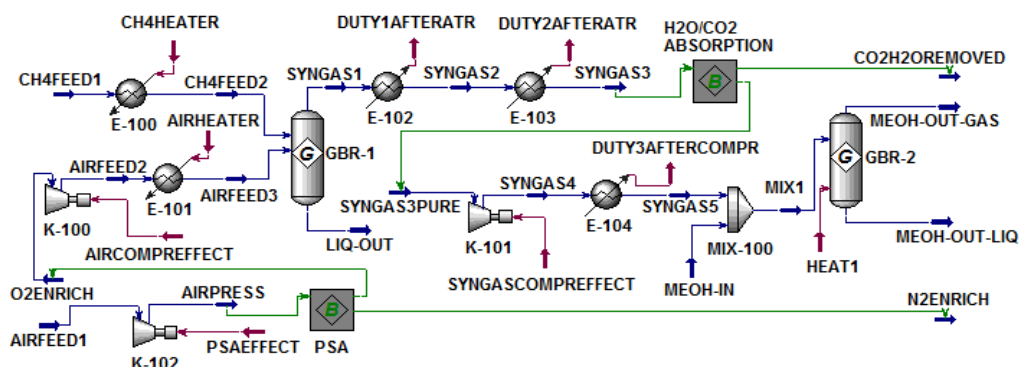 CH4HEATER
DUTY1AFTERATR
DUTY2AFTERATR
H2O/CO2
ABSORPTION
CH4FEED1
CH4FEED2
SYNGAS1
SYNGAS2
SYNGAS3
B
CO2H2OREMOVED
E-100
AIRHEATER
E-102
E-103
MEOH-OUT-GAS
G
GBR-1
G
GBR-2
AIRFEED2
DUTY3AFTERCOMPR
E-101
AIRFEED3
SYNGAS4
MIX1
K-100
SYNGAS3PURE
E-104
SYNGAS5
LIQ-OUT
K-101
MIX-100
MEOH-OUT-LIQ
AIRCOMPREFFECT
HEAT1
O2ENRICH
AIRPRESS
SYNGASCOMPREFFECT
MEOH-IN
B
N2ENRICH
AIRFEED1
PSAEFFECT
PSA
K-102